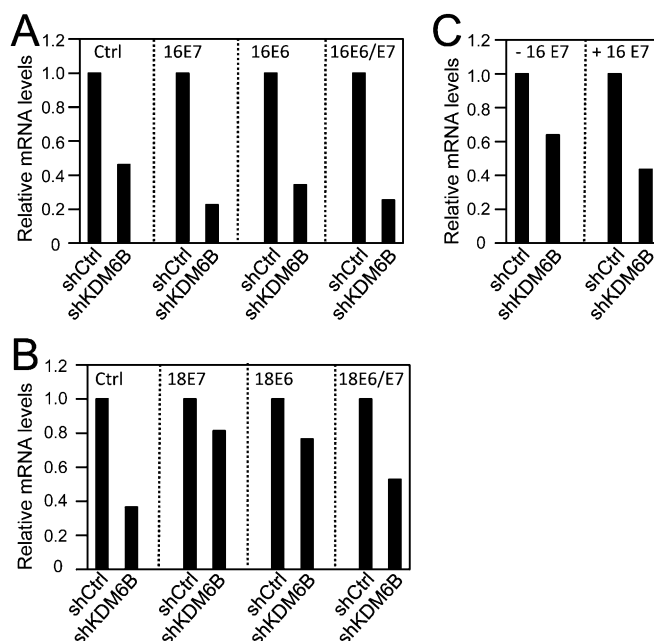 A
Relative mRNA levels
1.2
1.0
0.8
0.6
0.4
0.2
0
Ctrl
16E7
16E6
16E6/E7
shCtrl
shKDM6B
shCtrl
shKDM6B
shCtrl
shKDM6B
shCtrl
shKDM6B
C
Relative mRNA levels
1.2
1.0
0.8
0.6
0.4
0.2
0
- 16 E7
+ 16 E7
shCtrl
shKDM6B
shCtrl
shKDM6B
B
Relative mRNA levels
1.2
1.0
0.8
0.6
0.4
0.2
0
Ctrl
18E7
18E6
18E6/E7
shCtrl
shKDM6B
shCtrl
shKDM6B
shCtrl
shKDM6B
shCtrl
shKDM6B